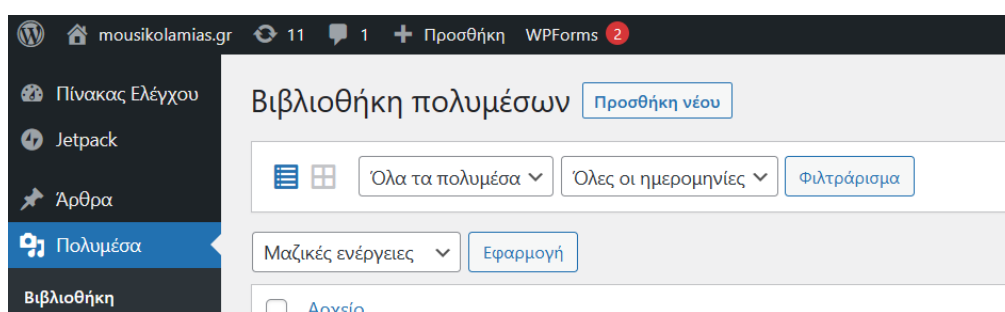 mousikolamias.gr 11 1 Προσθήκη WPForms 2
Πίνακας Ελέγχου
Jetpack
Άρθρα
Πολυμέσα
Βιβλιοθήκη
Βιβλιοθήκη πολυμέσων Προσθήκη νέου
Όλα τα πολυμέσα Όλες οι ημερομηνίες Φιλτράρισμα
Μαζικές ενέργειες Εφαρμογή
Αρχείο